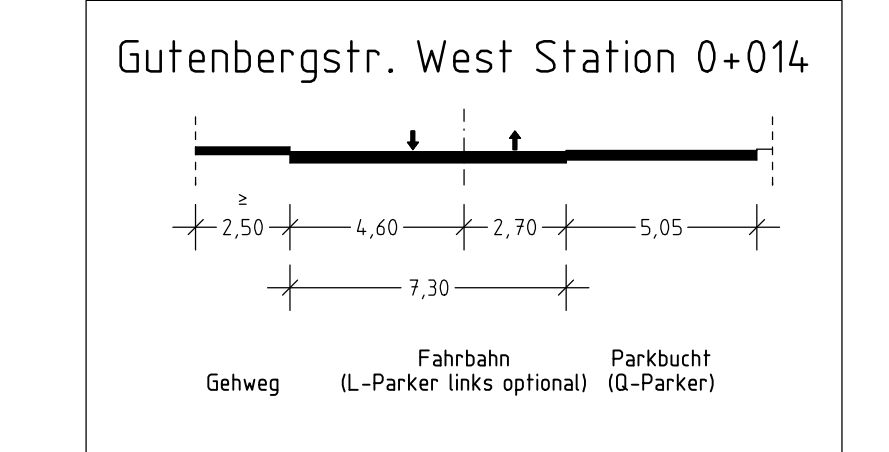 Gutenbergstr. West Station 0+014
≥
2,50 4,60 2,70 5,05
7,30
Fahrbahn Parkbucht
Gehweg (L-Parker links optional) (Q-Parker)